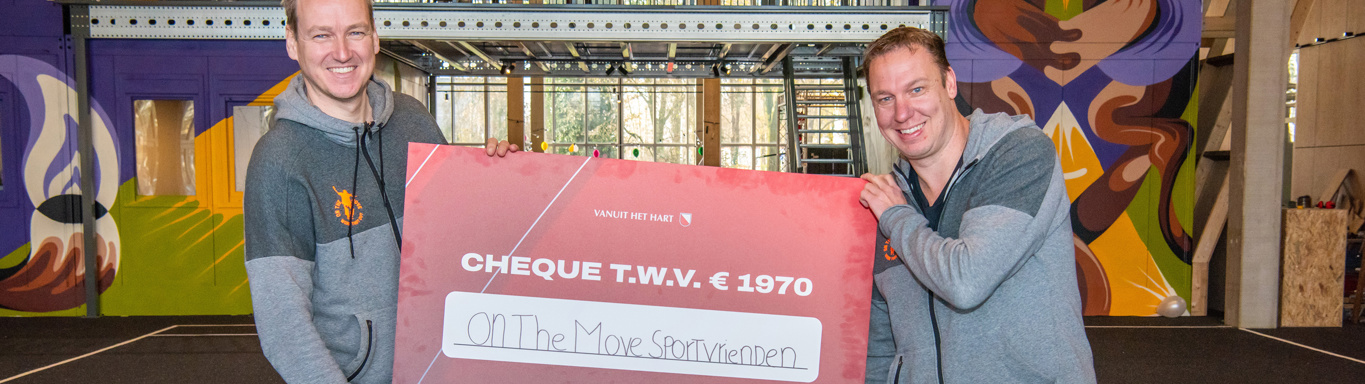 VANUIT HET HART
CHEQUE T.W.V. € 1970
ON The Move Sportvrienden